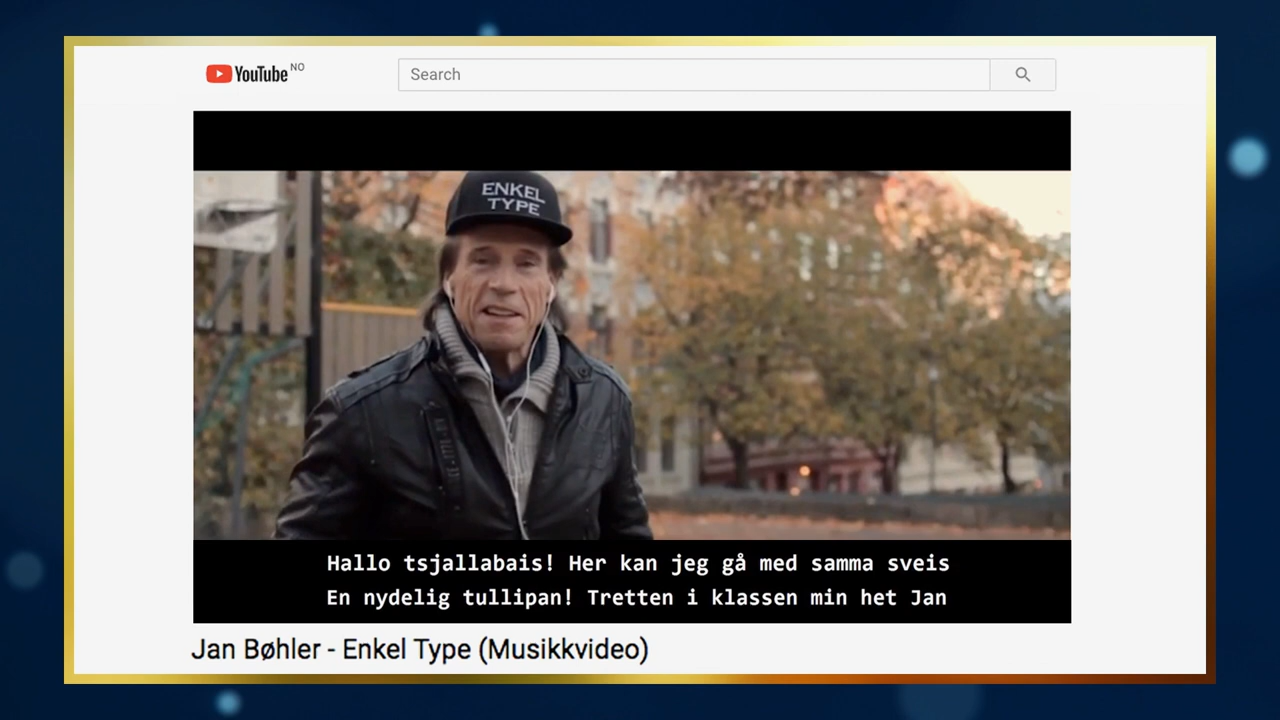 YouTube NO
Search
ENKEL
TYPE
Hallo tsjallabais! Her kan jeg gå med samma sveis
En nydelig tullipan! Tretten i klassen min het Jan
Jan Bøhler - Enkel Type (Musikkvideo)